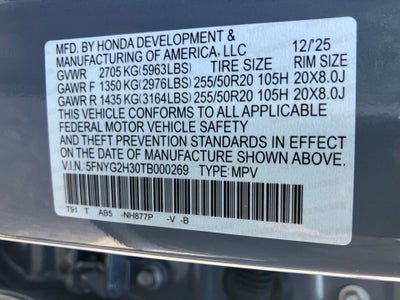 MFD. BY HONDA DEVELOPMENT &
MANUFACTURING OF AMERICA, LLC 12/25
GVWR 2705 KG(5963LBS) TIRE SIZE RIM SIZE
GAWR F 1350 KG(2976LBS) 255/50R20 105H 20X8.0J
GAWR R 1435 KG(3164LBS) 255/50R20 105H 20X8.0J
THIS VEHICLE CONFORMS TO ALL APPLICABLE
FEDERAL MOTOR VEHICLE SAFETY
AND THEFT PREVENTION STANDARDS
IN EFFECT ON THE DATE OF
MANUFACTURE SHOWN ABOVE.
V.I.N. 5FNYG2H30TB000269 TYPE: MPV
T91 T AB5 -NH877P -V -B